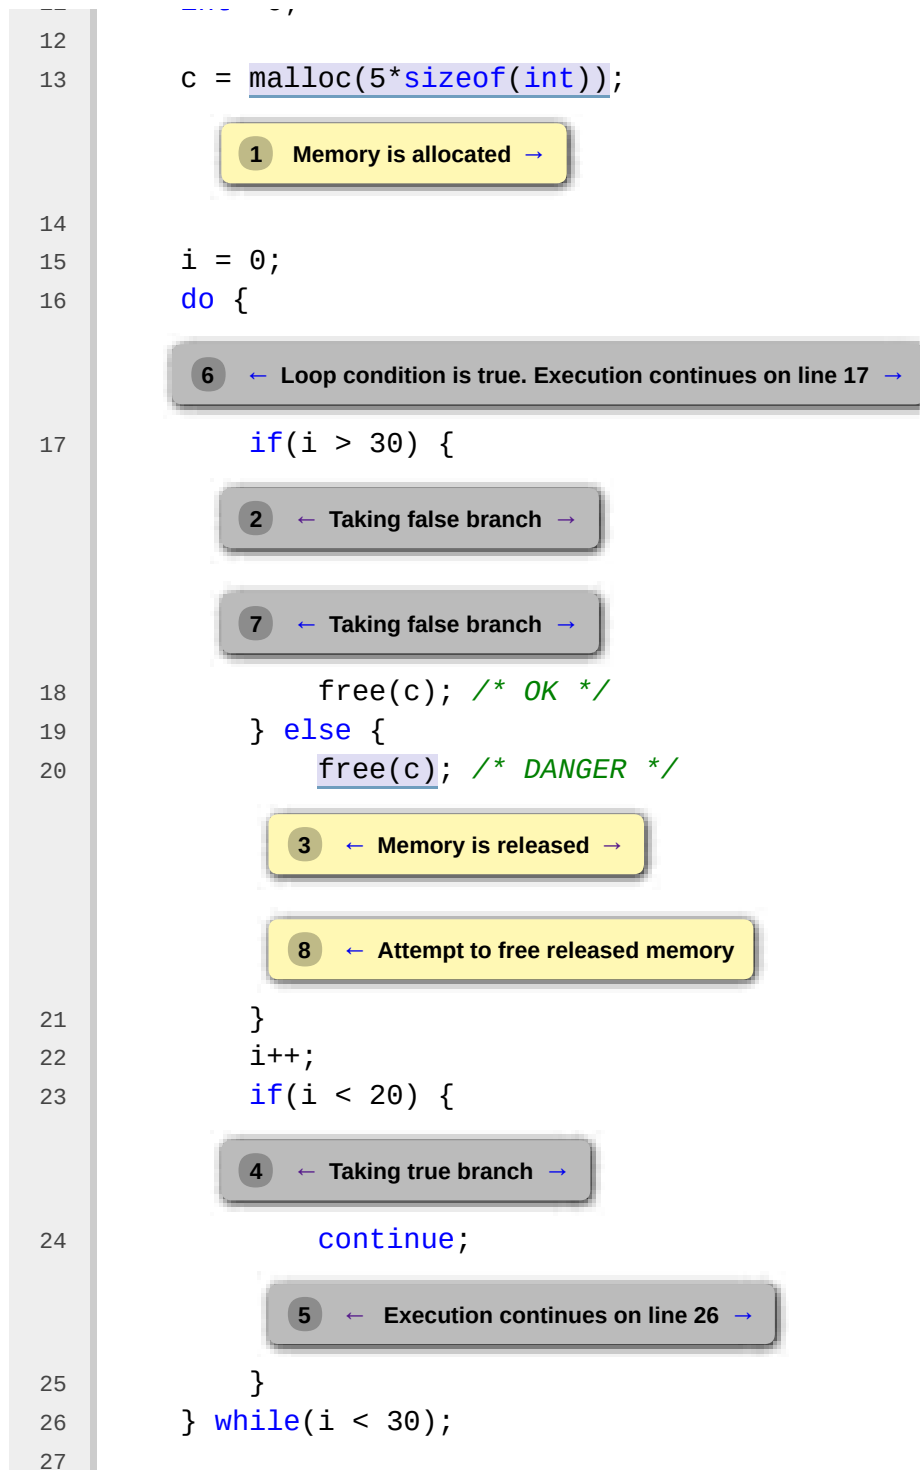 12
13 c = malloc(5*sizeof(int));
1 Memory is allocated →
14
15 i = 0;
16 do {
6 ← Loop condition is true. Execution continues on line 17 →
17 if(i > 30) {
2 ← Taking false branch →
7 ← Taking false branch →
18 free(c); /* OK */
19 } else {
20 free(c); /* DANGER */
3 ← Memory is released →
8 ← Attempt to free released memory
21 }
22 i++;
23 if(i < 20) {
4 ← Taking true branch →
24 continue;
5 ← Execution continues on line 26 →
25 }
26 } while(i < 30);
27